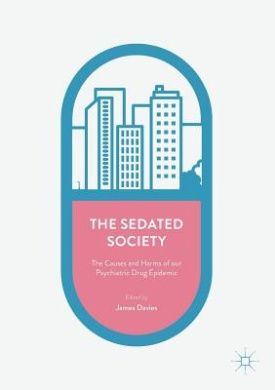 THE SEDATED
SOCIETY
The Causes and Harms of our
Psychiatric Drug Epidemic
Edited by
James Davies